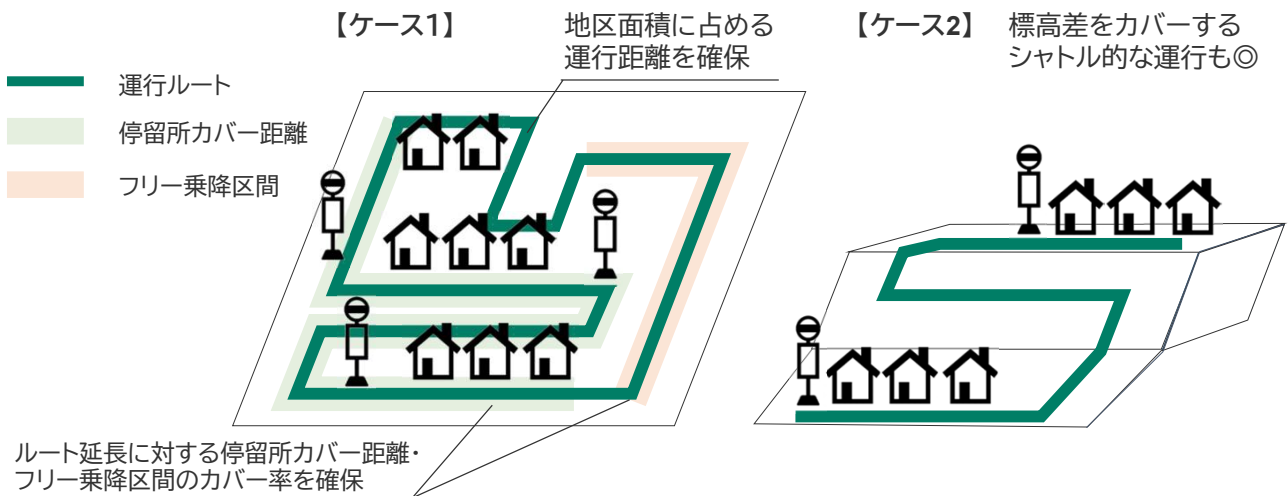 【ケース1】
地区面積に占める
運行距離を確保
【ケース2】
標高差をカバーする
シャトル的な運行も◎
運行ルート
停留所カバー距離
フリー乗降区間
ルート延長に対する停留所カバー距離・
フリー乗降区間のカバー率を確保